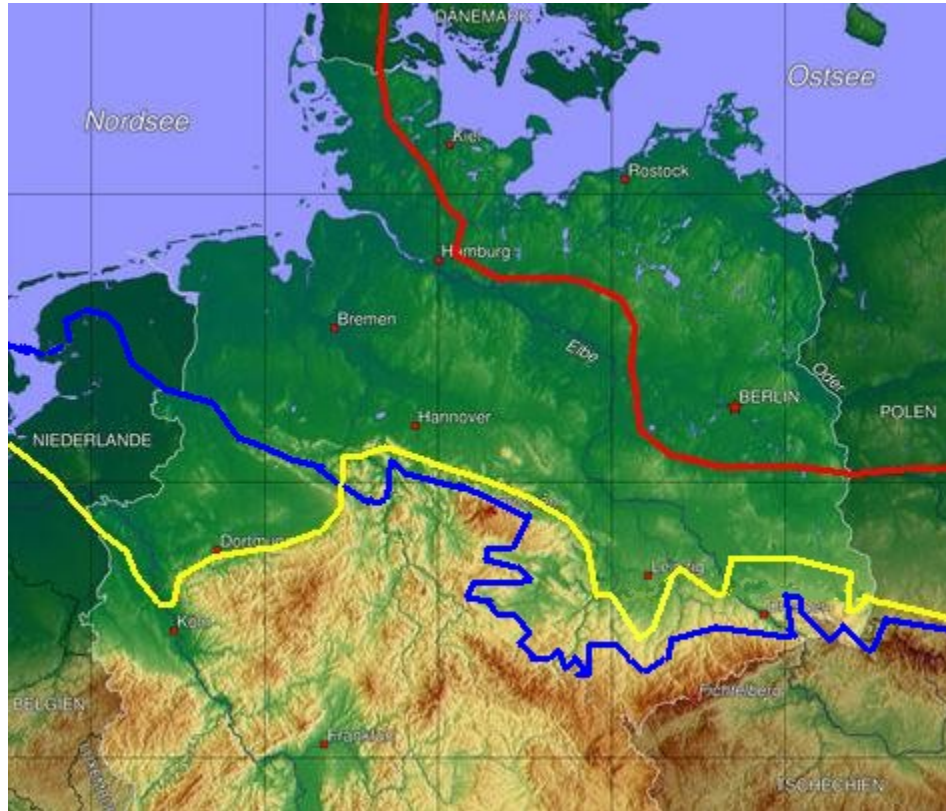 DÄNEMARK
Ostsee
Nordsee
Kiel
Rostock
Hamburg
Bremen
Elbe
Oder
BERLIN
Hannover
POLEN
NIEDERLANDE
Dortmund
Leipzig
Köln
Fichtelberg
BELGIEN
Frankfurt
TSCHECHIEN